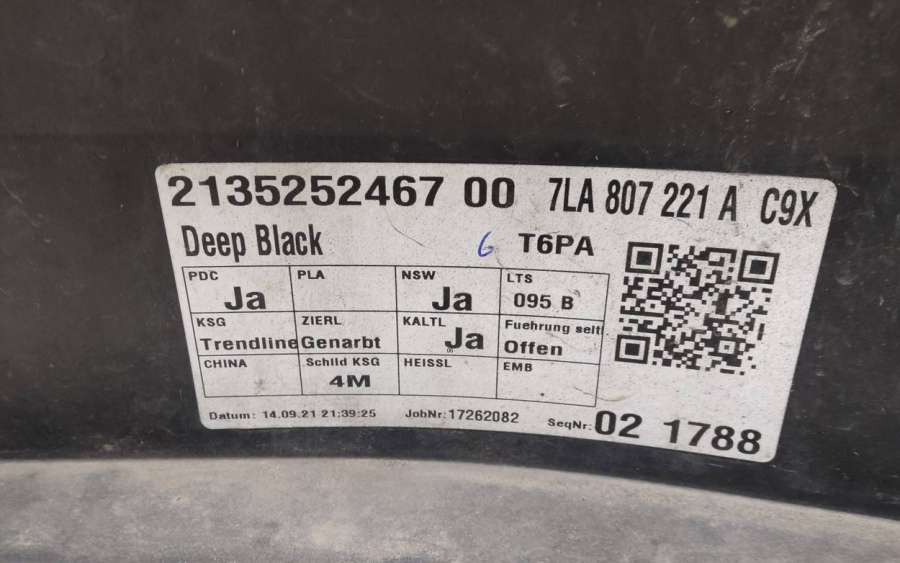 2135252467 00 7LA 807 221 A C9X
Deep Black 6 T6PA
PDC PLA NSW LTS
Ja Ja 095 B
KSG ZIERL KALTL Fuehrung seitl
Trendline Genarbt Ja Offen
CHINA Schild KSG HEISSL EMB
4M
Datum: 14.09.21 21:39:25 JobNr: 17262082 SeqNr: 02 1788